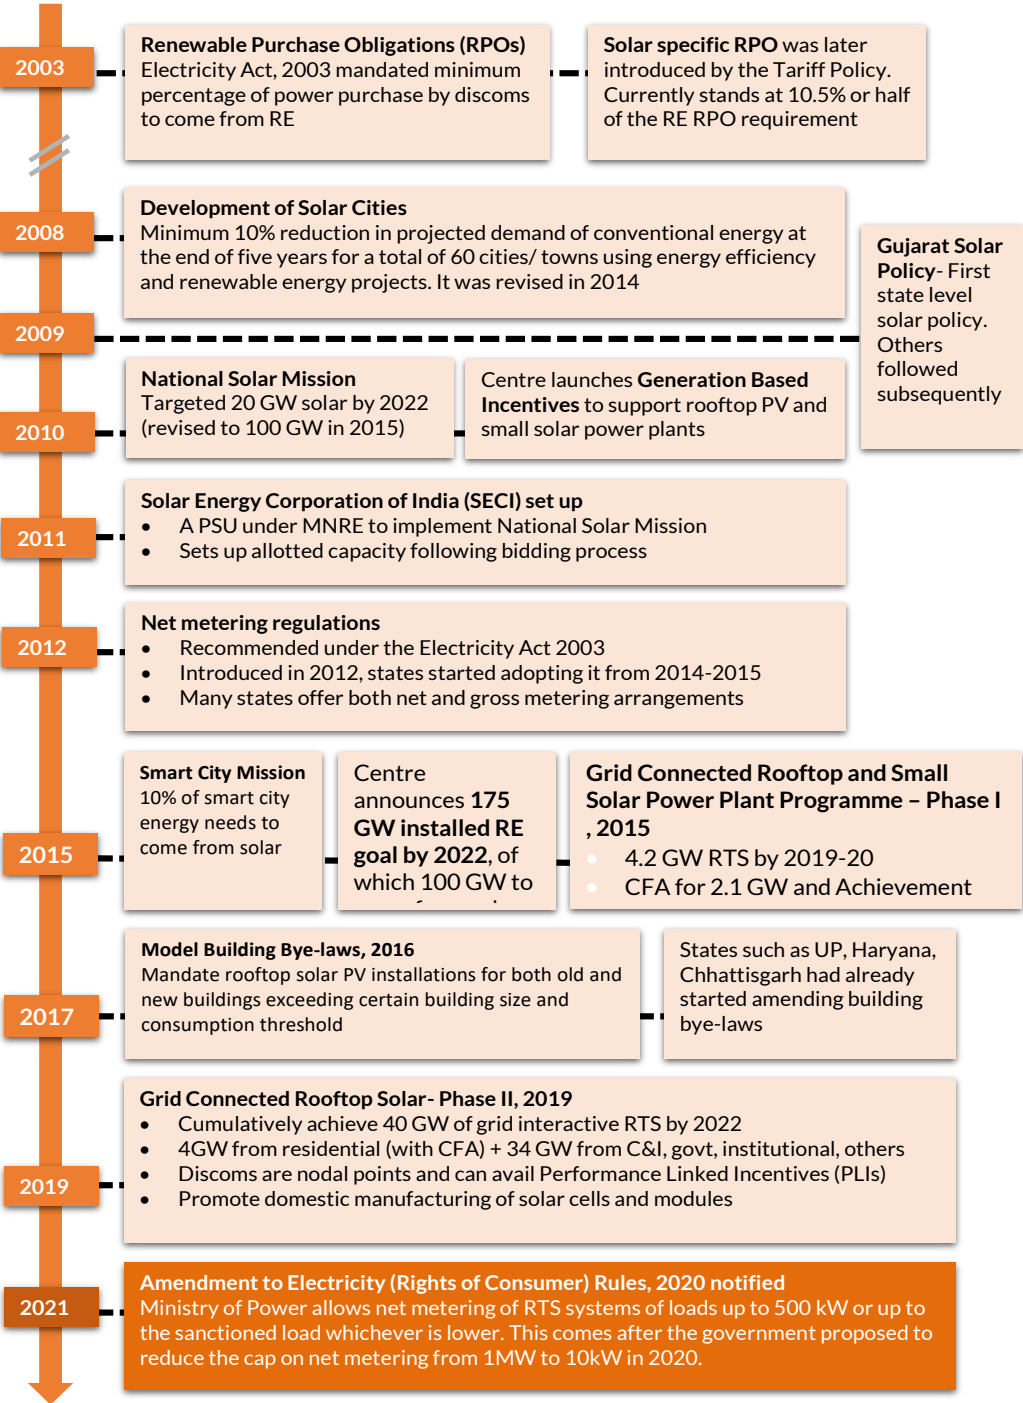 2003
Renewable Purchase Obligations (RPOs)
Electricity Act, 2003 mandated minimum
percentage of power purchase by discoms
to come from RE
Solar specific RPO was later
introduced by the Tariff Policy.
Currently stands at 10.5% or half
of the RE RPO requirement
2008
Development of Solar Cities
Minimum 10% reduction in projected demand of conventional energy at
the end of five years for a total of 60 cities/ towns using energy efficiency
and renewable energy projects. It was revised in 2014
2009
Gujarat Solar
Policy- First
state level
solar policy.
Others
followed
subsequently
2010
National Solar Mission
Targeted 20 GW solar by 2022
(revised to 100 GW in 2015)
Centre launches Generation Based
Incentives to support rooftop PV and
small solar power plants
2011
Solar Energy Corporation of India (SECI) set up
• A PSU under MNRE to implement National Solar Mission
• Sets up allotted capacity following bidding process
2012
Net metering regulations
• Recommended under the Electricity Act 2003
• Introduced in 2012, states started adopting it from 2014-2015
• Many states offer both net and gross metering arrangements
2015
Smart City Mission
10% of smart city
energy needs to
come from solar
Centre
announces 175
GW installed RE
goal by 2022, of
which 100 GW to
Grid Connected Rooftop and Small
Solar Power Plant Programme – Phase I
, 2015
• 4.2 GW RTS by 2019-20
• CFA for 2.1 GW and Achievement
2017
Model Building Bye-laws, 2016
Mandate rooftop solar PV installations for both old and
new buildings exceeding certain building size and
consumption threshold
States such as UP, Haryana,
Chhattisgarh had already
started amending building
bye-laws
2019
Grid Connected Rooftop Solar- Phase II, 2019
• Cumulatively achieve 40 GW of grid interactive RTS by 2022
• 4GW from residential (with CFA) + 34 GW from C&I, govt, institutional, others
• Discoms are nodal points and can avail Performance Linked Incentives (PLIs)
• Promote domestic manufacturing of solar cells and modules
2021
Amendment to Electricity (Rights of Consumer) Rules, 2020 notified
Ministry of Power allows net metering of RTS systems of loads up to 500 kW or up to
the sanctioned load whichever is lower. This comes after the government proposed to
reduce the cap on net metering from 1MW to 10kW in 2020.